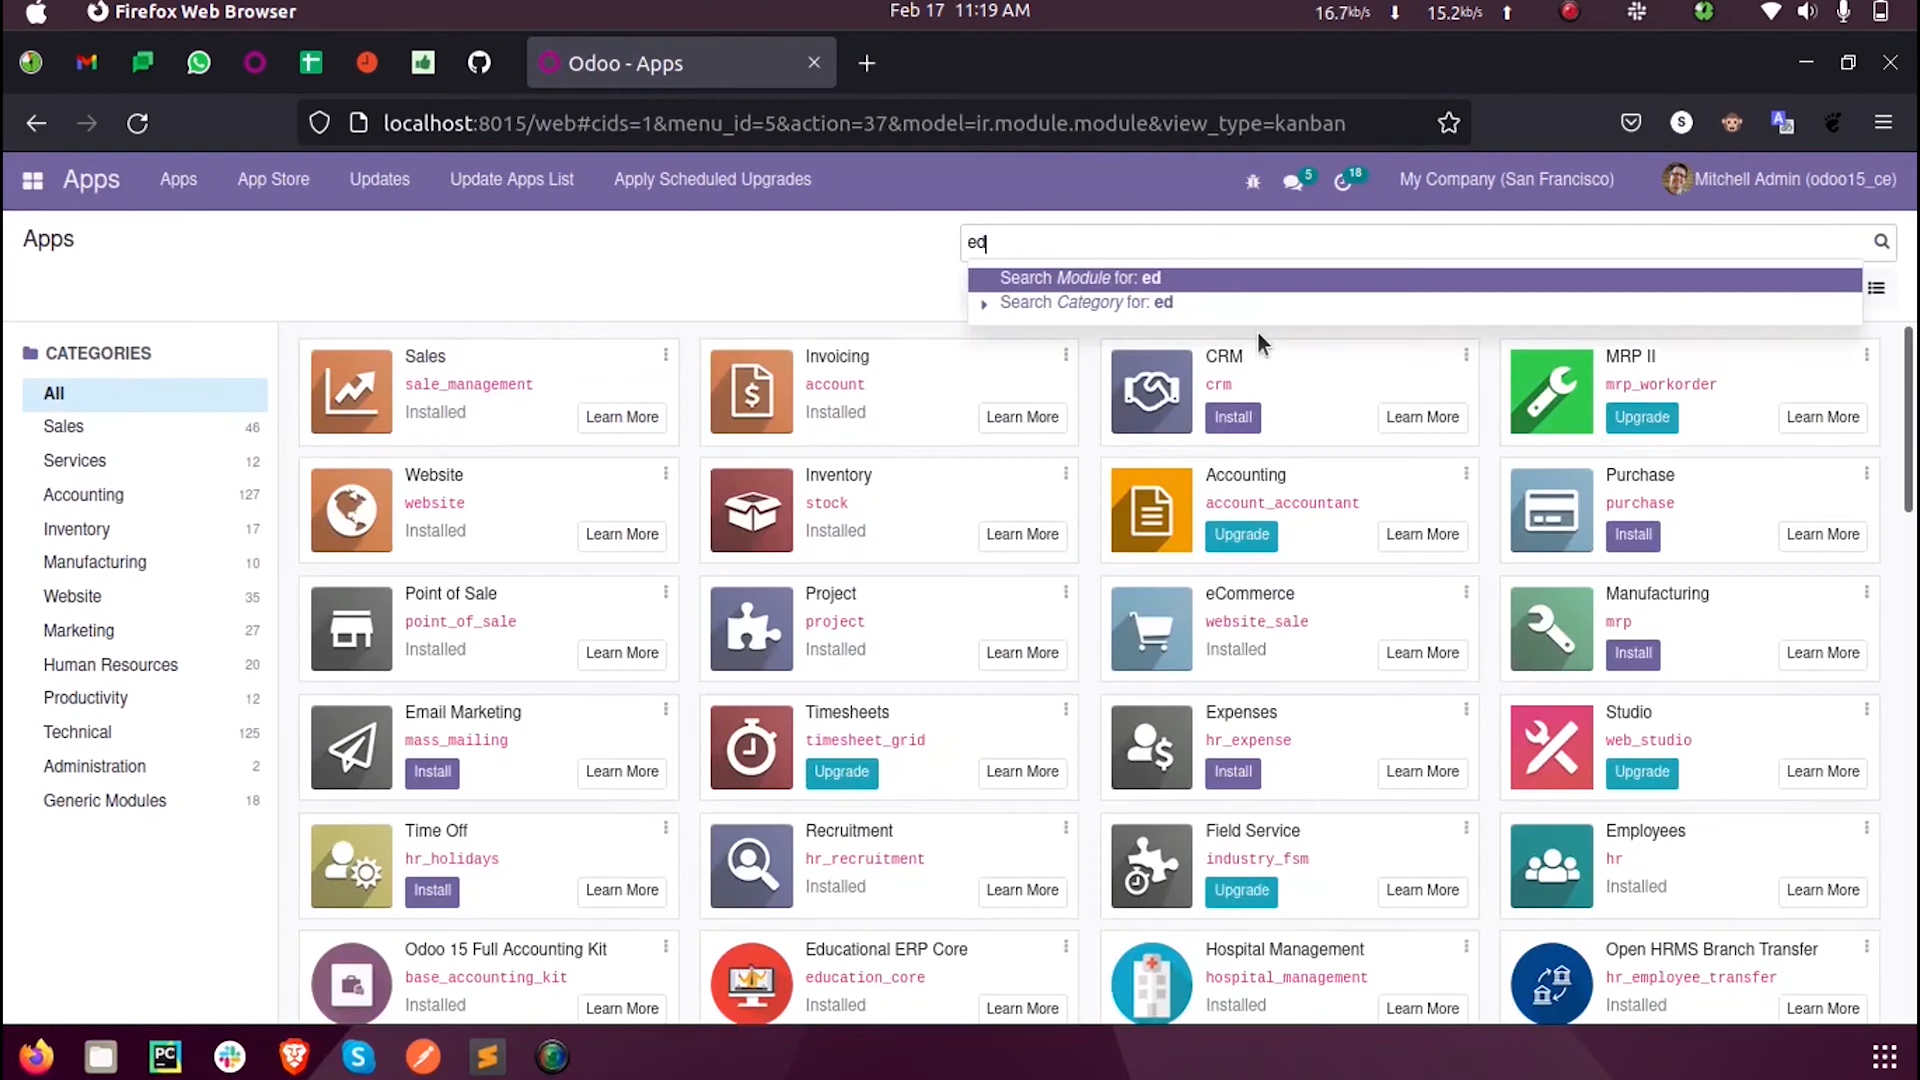 Firefox Web Browser
Feb 17 11:19 AM
16.7kb/s
15.2kb/s
Odoo - Apps
localhost:8015/web#cids=1&menu_id=5&action=37&model=ir.module.module&view_type=kanban
S
Apps
Apps
App Store
Updates
Update Apps List
Apply Scheduled Upgrades
5
18
My Company (San Francisco)
Mitchell Admin (odoo15_ce)
Apps
ed
Search Module for: ed
Search Category for: ed
CATEGORIES
All
Sales 46
Services 12
Accounting 127
Inventory 17
Manufacturing 10
Website 35
Marketing 27
Human Resources 20
Productivity 12
Technical 125
Administration 2
Generic Modules 18
Sales
sale_management
Installed
Learn More
Invoicing
account
Installed
Learn More
CRM
crm
Install
Learn More
MRP II
mrp_workorder
Upgrade
Learn More
Website
website
Installed
Learn More
Inventory
stock
Installed
Learn More
Accounting
account_accountant
Upgrade
Learn More
Purchase
purchase
Install
Learn More
Point of Sale
point_of_sale
Installed
Learn More
Project
project
Installed
Learn More
eCommerce
website_sale
Installed
Learn More
Manufacturing
mrp
Install
Learn More
Email Marketing
mass_mailing
Install
Learn More
Timesheets
timesheet_grid
Upgrade
Learn More
Expenses
hr_expense
Install
Learn More
Studio
web_studio
Upgrade
Learn More
Time Off
hr_holidays
Install
Learn More
Recruitment
hr_recruitment
Installed
Learn More
Field Service
industry_fsm
Upgrade
Learn More
Employees
hr
Installed
Learn More
Odoo 15 Full Accounting Kit
base_accounting_kit
Installed
Learn More
Educational ERP Core
education_core
Installed
Learn More
Hospital Management
hospital_management
Installed
Learn More
Open HRMS Branch Transfer
hr_employee_transfer
Installed
Learn More
PC